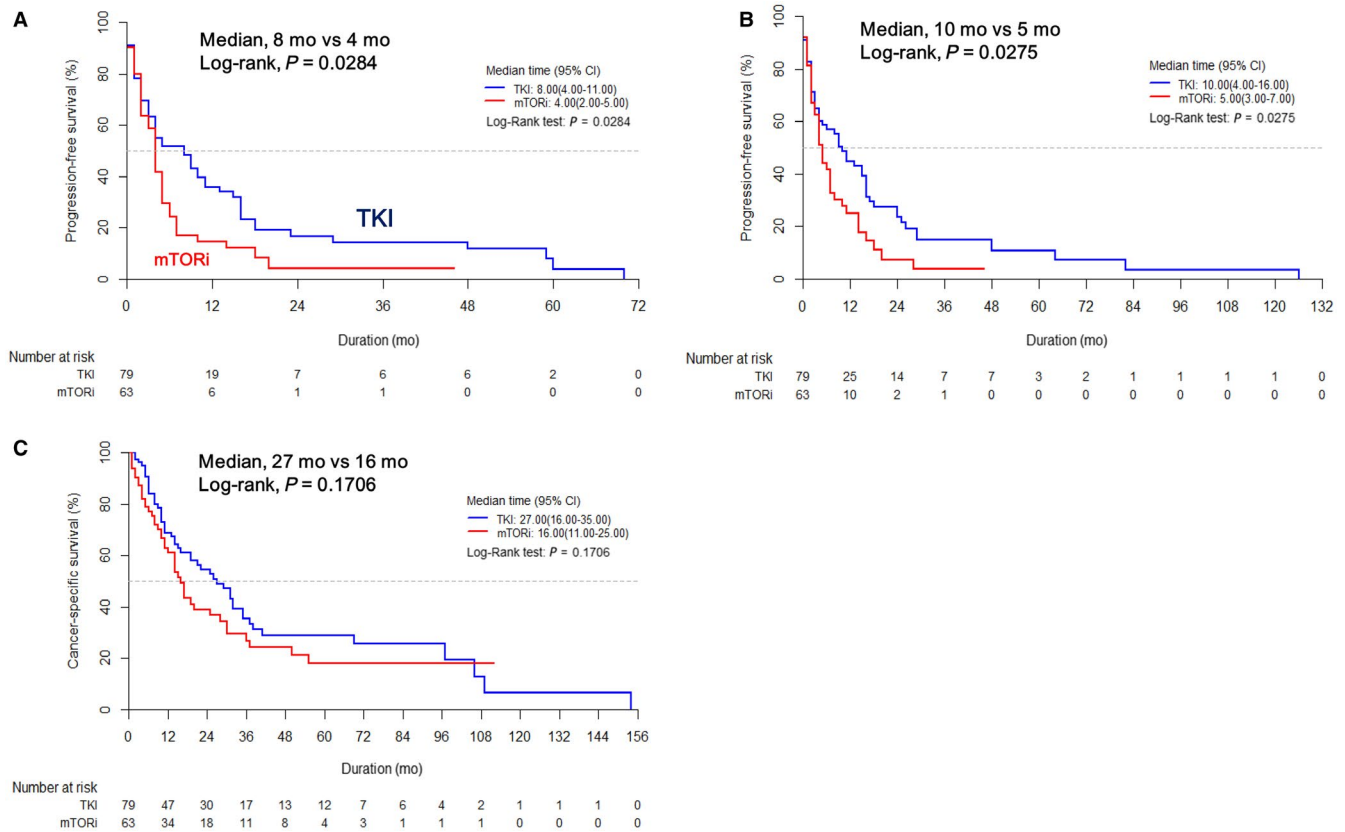 A
Median, 8 mo vs 4 mo
Log-rank, P = 0.0284
Median time (95% CI)
TKI: 8.00(4.00-11.00)
mTORi: 4.00(2.00-5.00)
Log-Rank test: P = 0.0284
Progression-free survival (%)
100
80
60
40
20
0
TKI
mTORi
0 12 24 36 48 60 72
Duration (mo)
Number at risk
TKI 79 19 7 6 6 2 0
mTORi 63 6 1 1 0 0 0
B
Median, 10 mo vs 5 mo
Log-rank, P = 0.0275
Median time (95% CI)
TKI: 10.00(4.00-16.00)
mTORi: 5.00(3.00-7.00)
Log-Rank test: P = 0.0275
Progression-free survival (%)
100
80
60
40
20
0
0 12 24 36 48 60 72 84 96 108 120 132
Duration (mo)
Number at risk
TKI 79 25 14 7 7 3 2 1 1 1 1 0
mTORi 63 10 2 1 0 0 0 0 0 0 0 0
C
Median, 27 mo vs 16 mo
Log-rank, P = 0.1706
Median time (95% CI)
TKI: 27.00(16.00-35.00)
mTORi: 16.00(11.00-25.00)
Log-Rank test: P = 0.1706
Cancer-specific survival (%)
100
80
60
40
20
0
0 12 24 36 48 60 72 84 96 108 120 132 144 156
Duration (mo)
Number at risk
TKI 79 47 30 17 13 12 7 6 4 2 1 1 1 0
mTORi 63 34 18 11 8 4 3 1 1 1 0 0 0 0